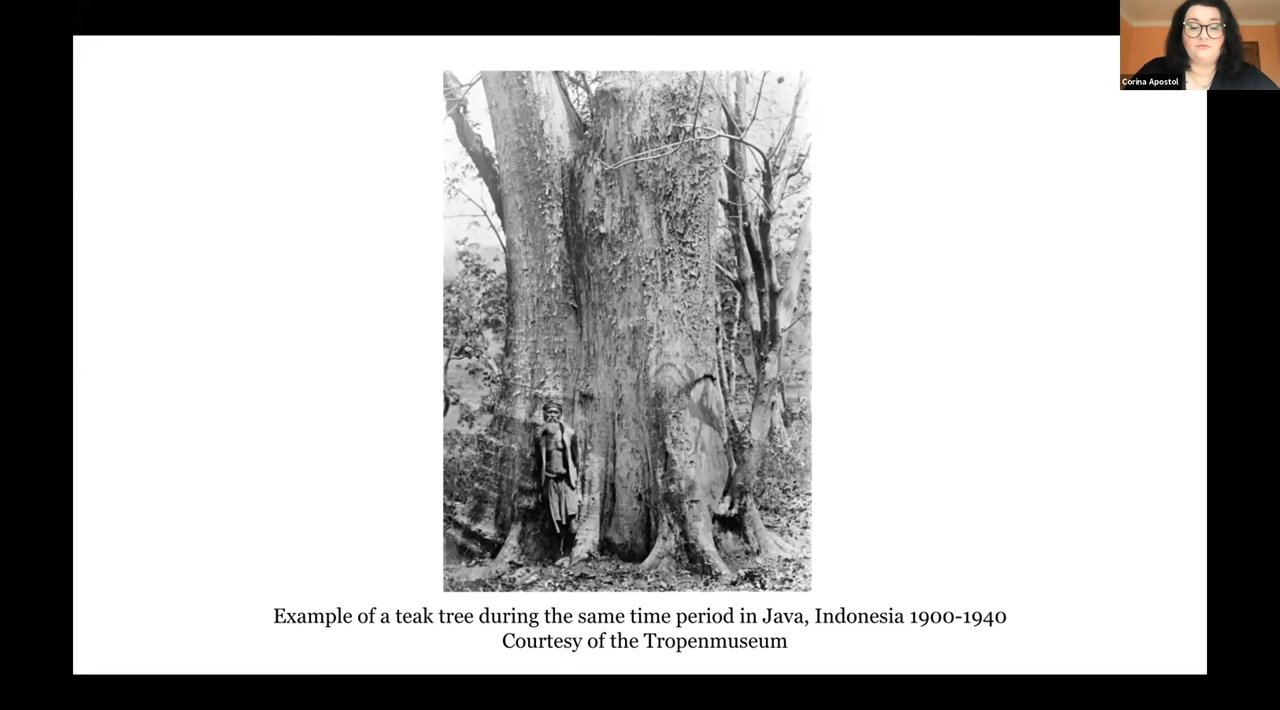 Corina Apostol
Example of a teak tree during the same time period in Java, Indonesia 1900-1940
Courtesy of the Tropenmuseum